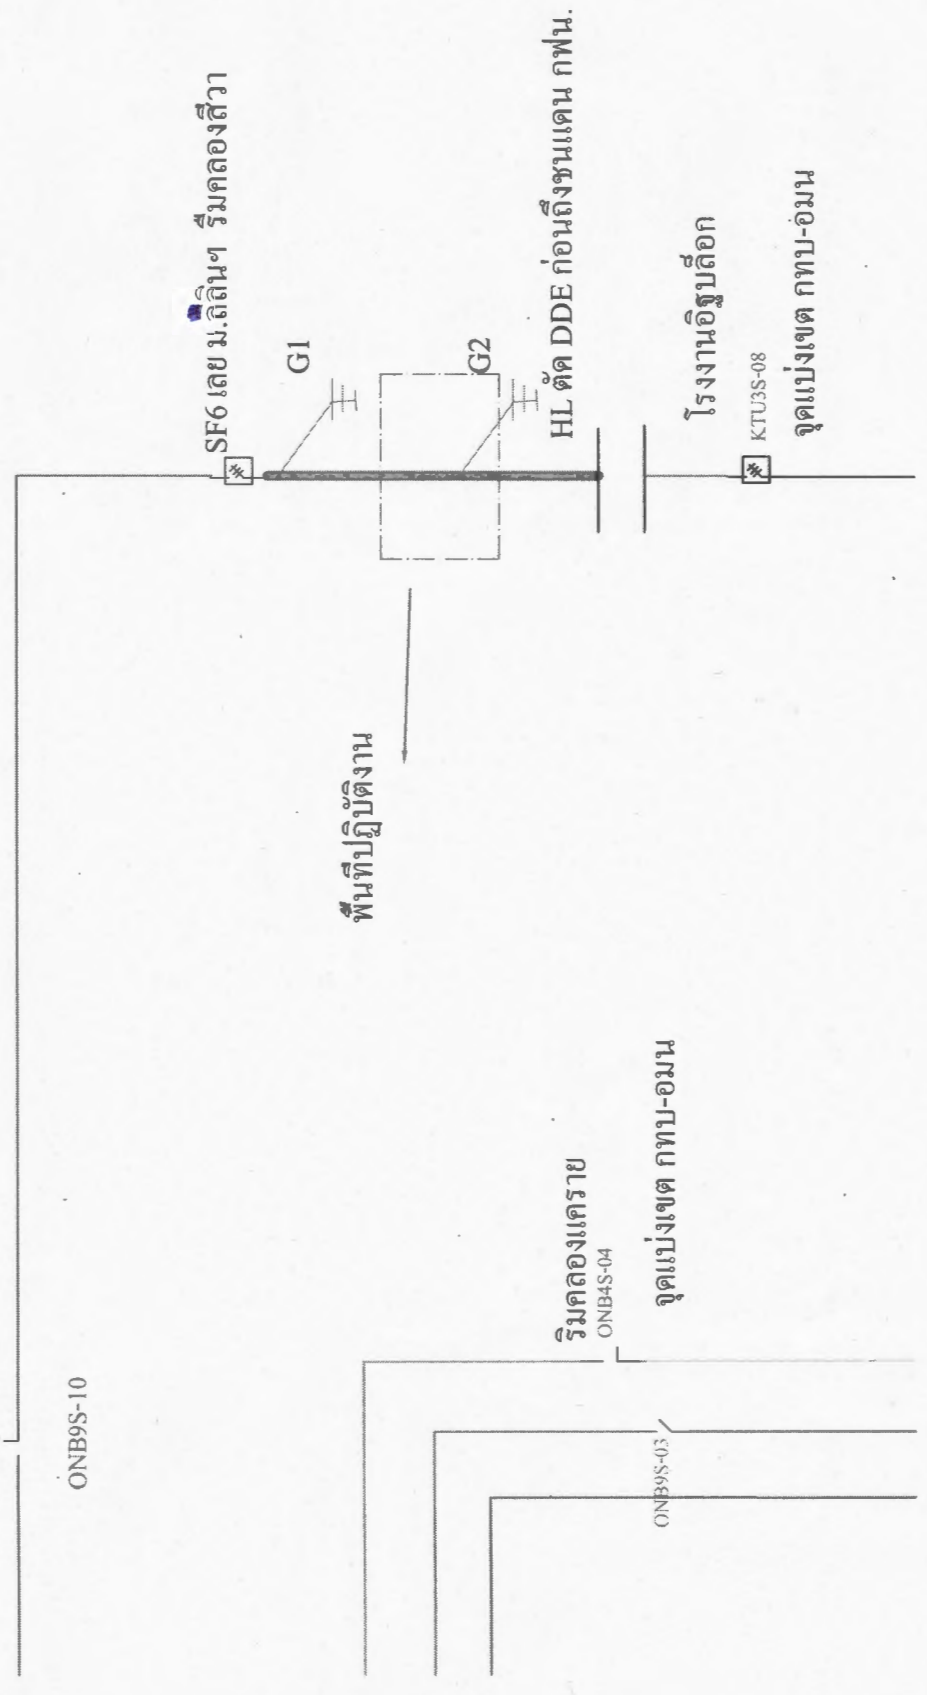 ONB9S-10
SF6 เลย ม.ลลินฯ ริมคลองสีวา
G1
พื้นที่ปฏิบัติงาน
G2
HL ตัด DDE ก่อนถึงชนแดน กฟน.
ริมคลองแคราย
ONB4S-04
จุดแบ่งเขต กทบ-อมน
ONB9S-03
โรงงานอิฐบล็อก
KTU3S-08
จุดแบ่งเขต กทบ-อมน